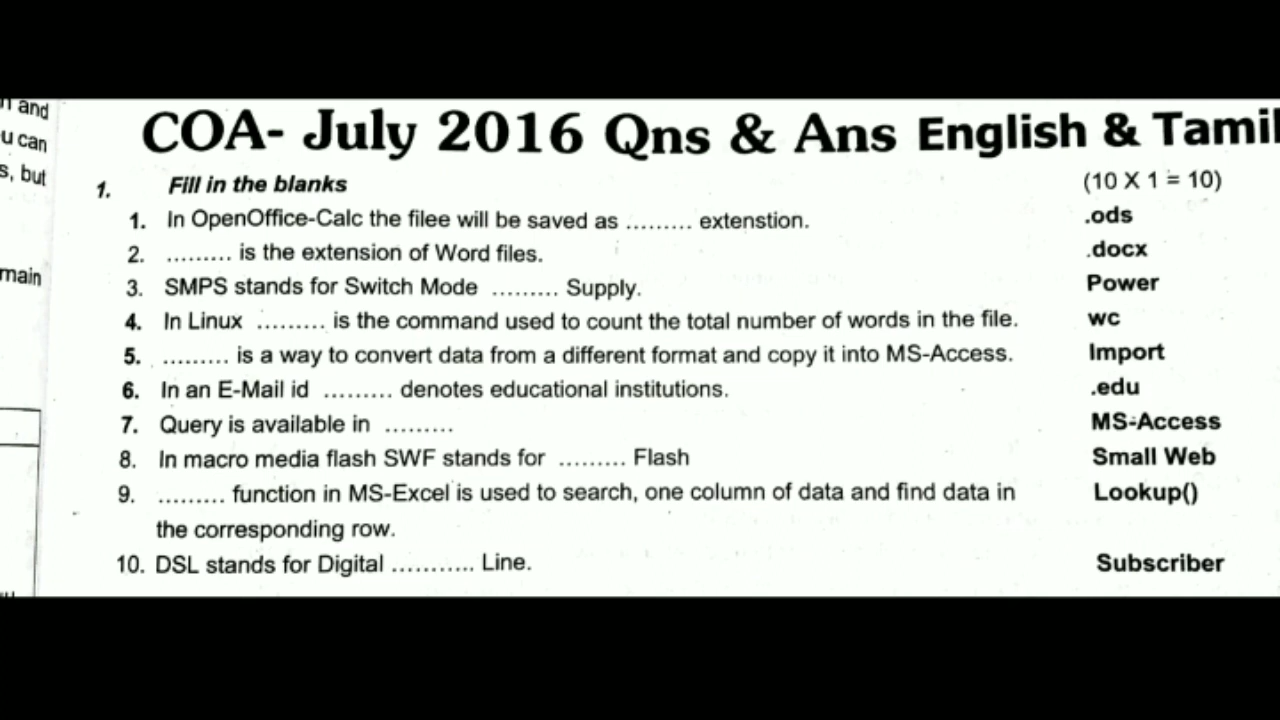 n and
u can
s, but
main
COA- July 2016 Qns & Ans English & Tamil
1. Fill in the blanks (10 X 1 = 10)
1. In OpenOffice-Calc the filee will be saved as ......... extenstion. .ods
2. ......... is the extension of Word files. .docx
3. SMPS stands for Switch Mode ......... Supply. Power
4. In Linux ......... is the command used to count the total number of words in the file. wc
5. ......... is a way to convert data from a different format and copy it into MS-Access. Import
6. In an E-Mail id ......... denotes educational institutions. .edu
7. Query is available in ......... MS-Access
8. In macro media flash SWF stands for ......... Flash Small Web
9. ......... function in MS-Excel is used to search, one column of data and find data in Lookup()
the corresponding row.
10. DSL stands for Digital ........... Line. Subscriber